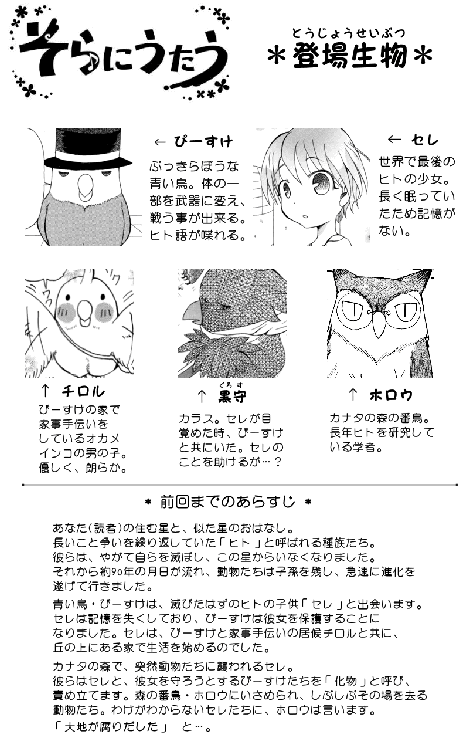 そらにうたう
とうじょうせいぶつ
＊登場生物＊
← ぴーすけ
ぶっきらぼうな
青い鳥。体の一
部を武器に変え、
戦う事が出来る。
ヒト語が喋れる。
← セレ
世界で最後の
ヒトの少女。
長く眠ってい
たため記憶が
ない。
↑ チロル
ぴーすけの家で
家事手伝いを
しているオカメ
インコの男の子。
優しく、朗らか。
くろす
↑ 黒守
カラス。セレが目
覚めた時、ぴーすけ
と共にいた。セレの
ことを助けるが…？
↑ ホロウ
カナタの森の番鳥。
長年ヒトを研究して
いる学者。
* 前回までのあらすじ *
あなた(読者)の住む星と、似た星のおはなし。
長いこと争いを繰り返していた「ヒト」と呼ばれる種族たち。
彼らは、やがて自らを滅ぼし、この星からいなくなりました。
それから約90年の月日が流れ、動物たちは子孫を残し、急速に進化を
遂げて行きました。
青い鳥・ぴーすけは、滅びたはずのヒトの子供「セレ」と出会います。
セレは記憶を失くしており、ぴーすけは彼女を保護することに
なりました。セレは、ぴーすけと家事手伝いの居候チロルと共に、
丘の上にある家で生活を始めるのでした。
カナタの森で、突然動物たちに襲われるセレ。
彼らはセレと、彼女を守ろうとするぴーすけたちを「化物」と呼び、
責め立てます。森の番鳥・ホロウにいさめられ、しぶしぶその場を去る
動物たち。わけがわからないセレたちに、ホロウは言います。
「天地が腐りだした」 と…。